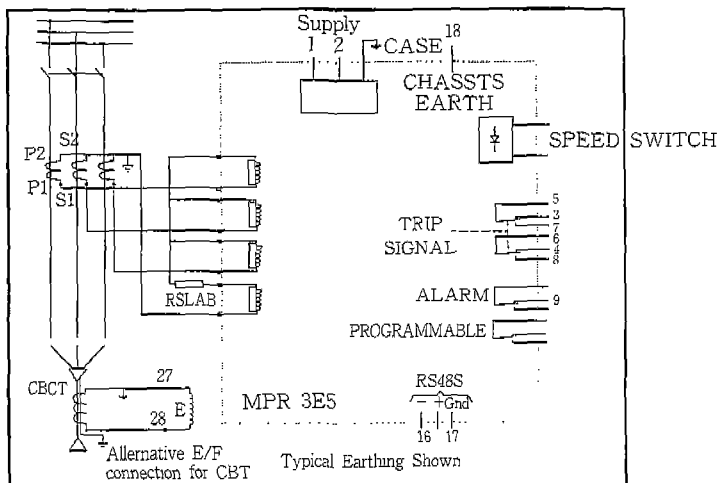 Supply
1 2 CASE 18
CHASSTS
EARTH
SPEED SWITCH
S2
P2
P1
S1
5
3
7
6
4
8
TRIP
SIGNAL
RSLAB
ALARM
9
PROGRAMMABLE
CBCT
27
28
E
MPR 3E5
RS48S
- + Gnd
16 17
Allernative E/F
connection for CBT
Typical Earthing Shown